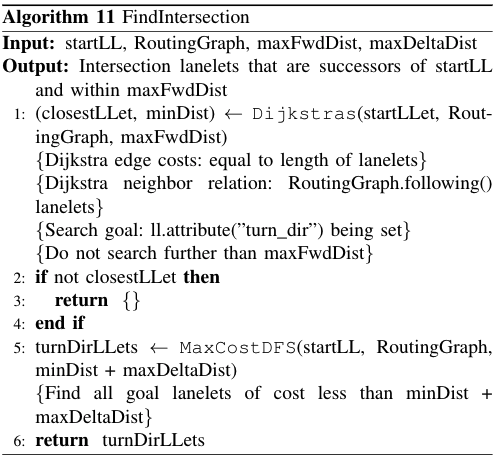 Algorithm 11 FindIntersection
Input: startLL, RoutingGraph, maxFwdDist, maxDeltaDist
Output: Intersection lanelets that are successors of startLL
and within maxFwdDist
1: (closestLLet, minDist) ← Dijkstras(startLLet, Rout-
ingGraph, maxFwdDist)
{Dijkstra edge costs: equal to length of lanelets}
{Dijkstra neighbor relation: RoutingGraph.following()
lanelets}
{Search goal: ll.attribute("turn_dir") being set}
{Do not search further than maxFwdDist}
2: if not closestLLet then
3: return {}
4: end if
5: turnDirLLets ← MaxCostDFS(startLL, RoutingGraph,
minDist + maxDeltaDist)
{Find all goal lanelets of cost less than minDist +
maxDeltaDist}
6: return turnDirLLets